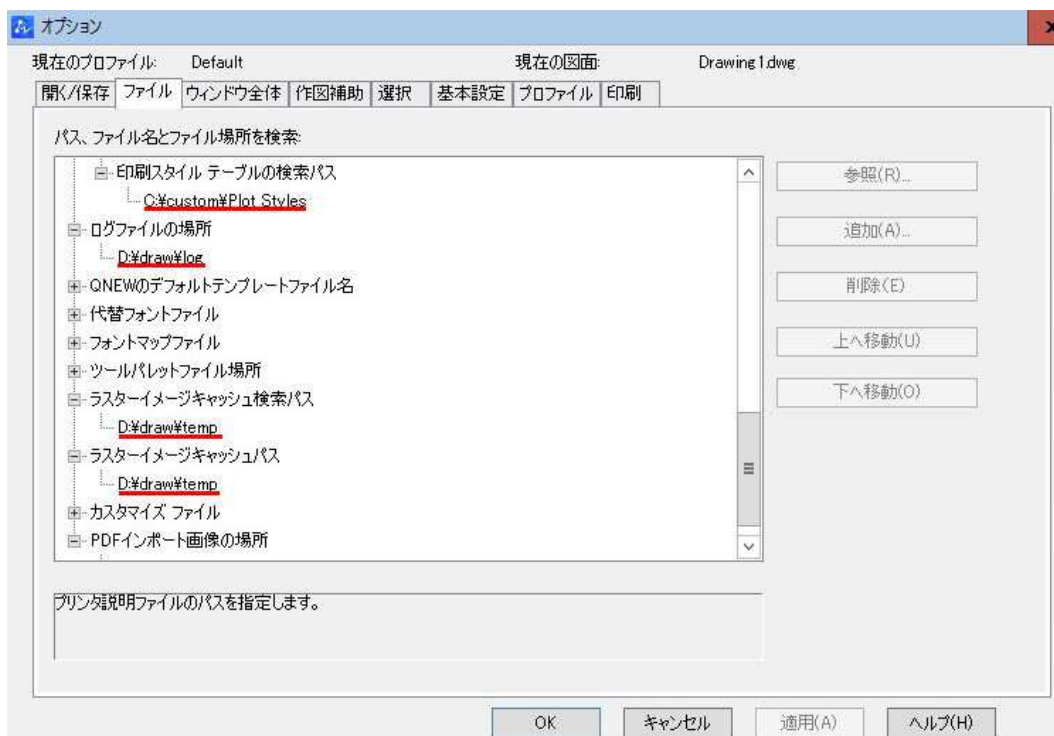 オプション
現在のプロファイル: Default 現在の図面: Drawing1.dwg
開く/保存 ファイル ウィンドウ全体 作図補助 選択 基本設定 プロファイル 印刷
パス、ファイル名とファイル場所を検索:
印刷スタイル テーブルの検索パス
C:¥custom¥Plot Styles
ログファイルの場所
D:¥draw¥log
QNEWのデフォルトテンプレートファイル名
代替フォントファイル
フォントマップファイル
ツールパレットファイル場所
ラスターイメージキャッシュ検索パス
D:¥draw¥temp
ラスターイメージキャッシュパス
D:¥draw¥temp
カスタマイズ ファイル
PDFインポート画像の場所
参照(R)...
追加(A)...
削除(E)
上へ移動(U)
下へ移動(O)
プリンタ説明ファイルのパスを指定します。
OK キャンセル 適用(A) ヘルプ(H)